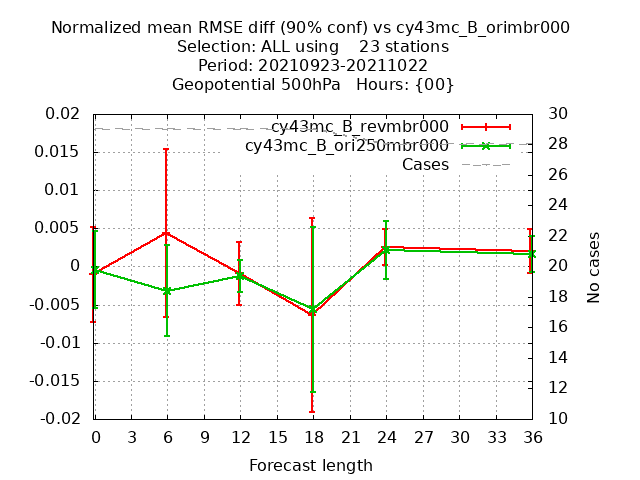 Normalized mean RMSE diff (90% conf) vs cy43mc_B_orimbr000
Selection: ALL using 23 stations
Period: 20210923-20211022
Geopotential 500hPa Hours: {00}
cy43mc_B_revmbr000
cy43mc_B_ori250mbr000
Cases
0.02
0.015
0.01
0.005
0
-0.005
-0.01
-0.015
-0.02
30
28
26
24
22
20
18
16
14
12
10
No cases
0 3 6 9 12 15 18 21 24 27 30 33 36
Forecast length